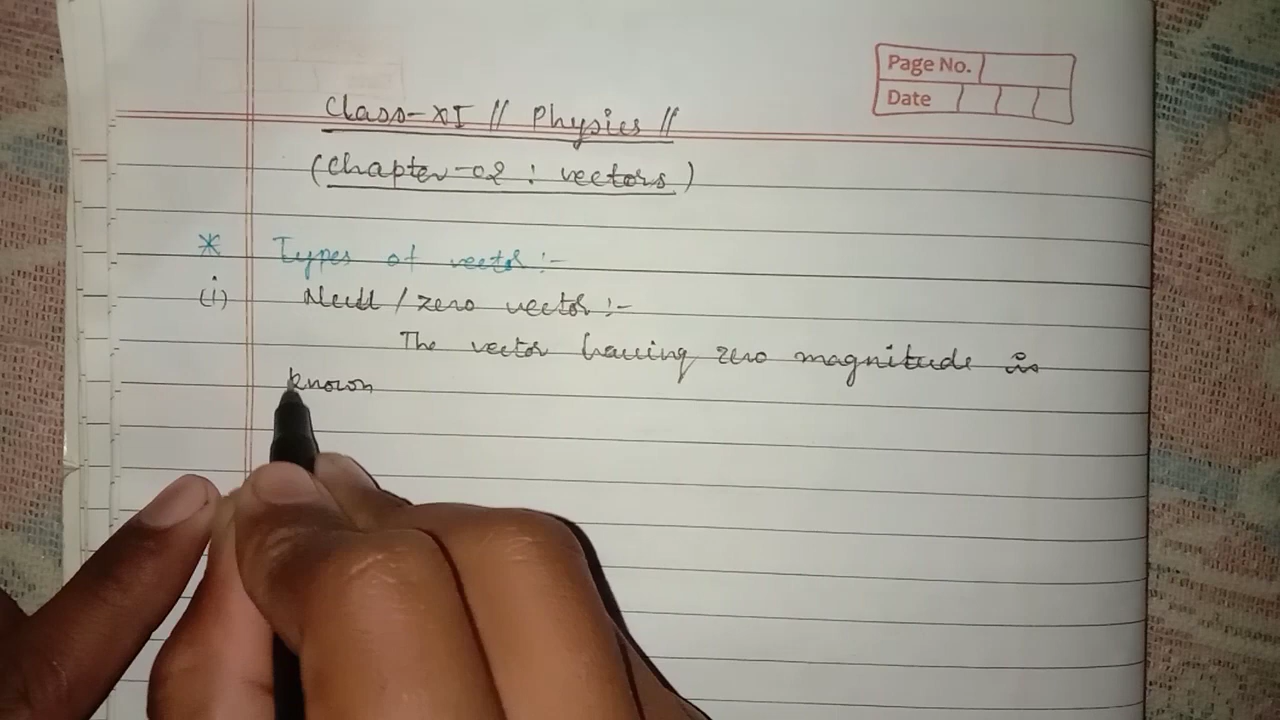 Page No.
Date
Class-XI // Physics //
(Chapter-02 : vectors)
* Types of vector :-
(i) Null / zero vector :-
The vector having zero magnitude is
known